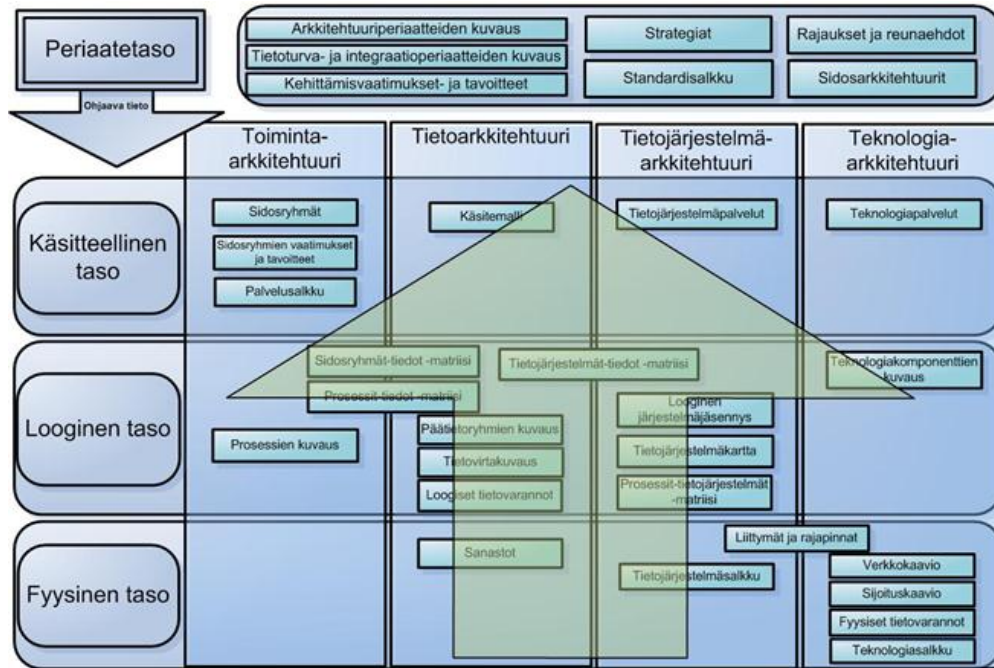 Periaatetaso
Ohjaava tieto
Arkkitehtuuriperiaatteiden kuvaus
Tietoturva- ja integraatioperiaatteiden kuvaus
Kehittämisvaatimukset- ja tavoitteet
Strategiat
Standardisalkku
Rajaukset ja reunaehdot
Sidosarkkitehtuurit
Toiminta-
arkkitehtuuri
Tietoarkkitehtuuri
Tietojärjestelmä-
arkkitehtuuri
Teknologia-
arkkitehtuuri
Käsitteellinen
taso
Sidosryhmät
Sidosryhmien vaatimukset
ja tavoitteet
Palvelusalkku
Käsitemalli
Tietojärjestelmäpalvelut
Teknologiapalvelut
Looginen taso
Sidosryhmät-tiedot -matriisi
Prosessit-tiedot -matriisi
Prosessien kuvaus
Päätietoryhmien kuvaus
Tietovirtakuvaus
Loogiset tietovarannot
Tietojärjestelmät-tiedot -matriisi
Looginen
järjestelmäjäsennys
Tietojärjestelmäkartta
Prosessit-tietojärjestelmät
-matriisi
Teknologiakomponenttien
kuvaus
Fyysinen taso
Sanastot
Tietojärjestelmäsalkku
Liittymät ja rajapinnat
Verkkokaavio
Sijoituskaavio
Fyysiset tietovarannot
Teknologiasalkku